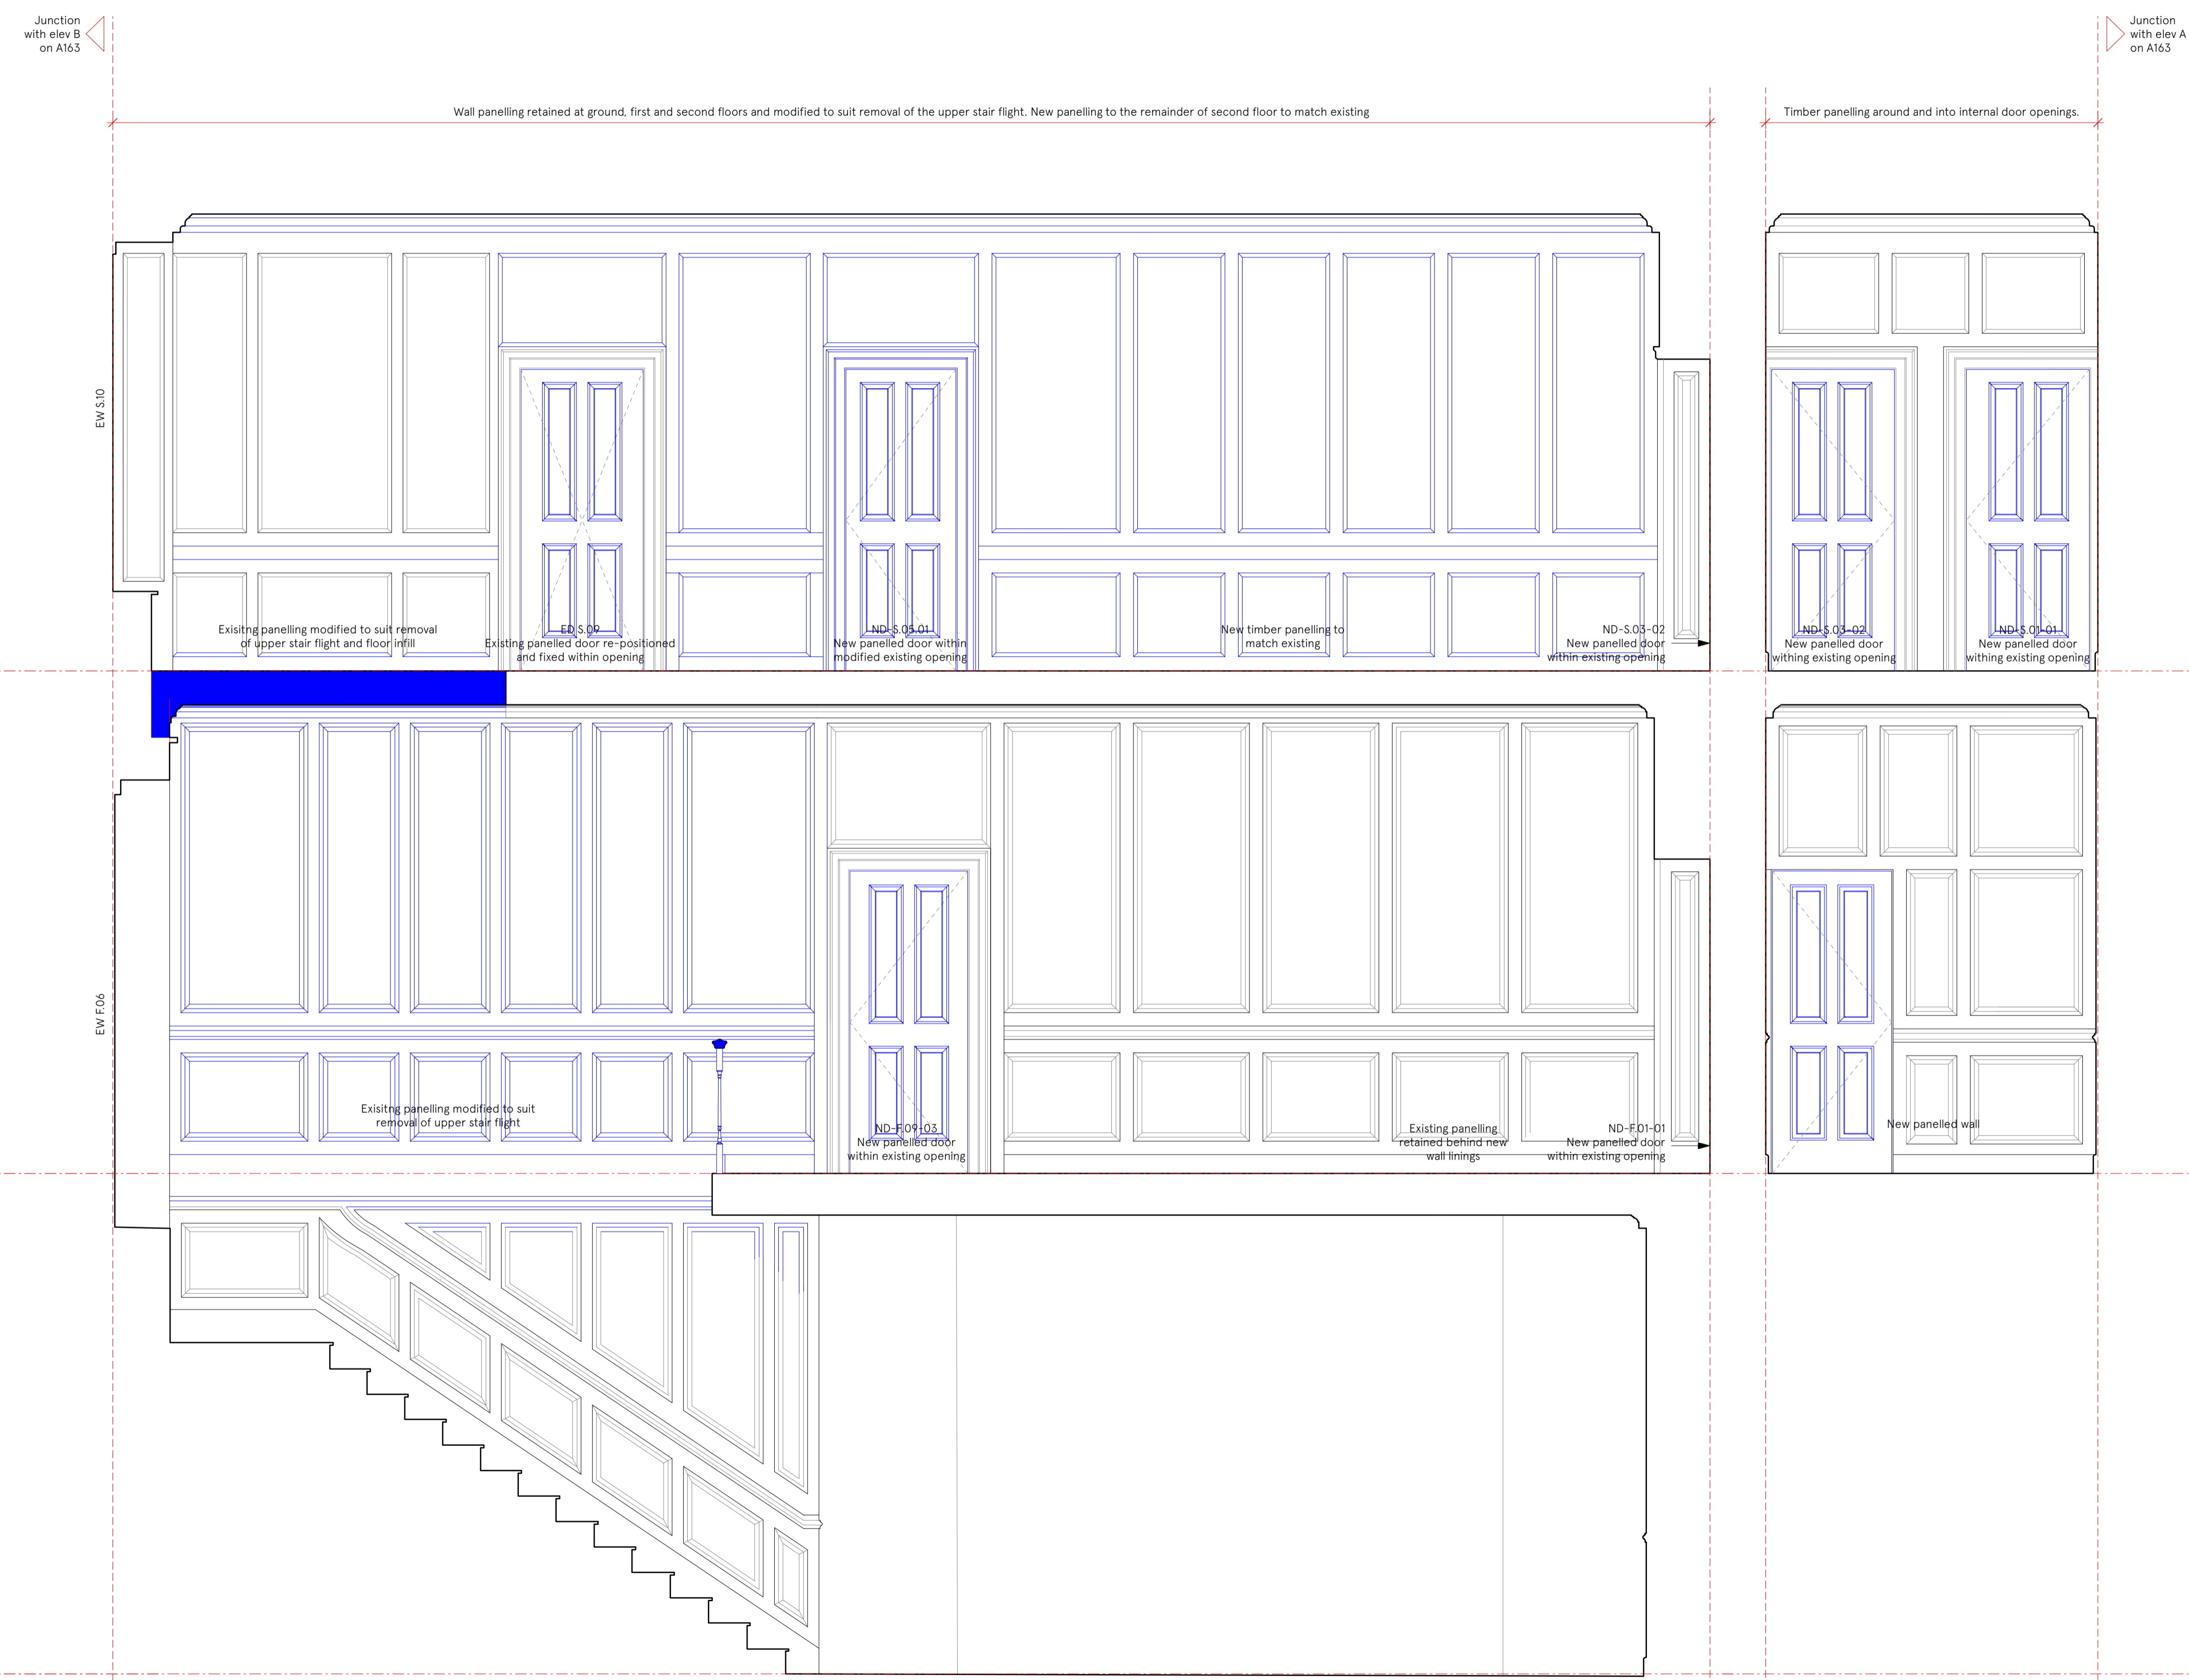 Junction
with elev B
on A163
Junction
with elev A
on A163
Wall panelling retained at ground, first and second floors and modified to suit removal of the upper stair flight. New panelling to the remainder of second floor to match existing
Timber panelling around and into internal door openings.
EW S.10
Exisitng panelling modified to suit removal
of upper stair flight and floor infill
ED S.09
Existing panelled door re-positioned
and fixed within opening
ND-S.05.01
New panelled door within
modified existing opening
New timber panelling to
match existing
ND-S.03-02
New panelled door
within existing opening
ND-S.03-02
New panelled door
withing existing opening
ND-S.01-01
New panelled door
withing existing opening
EW F.06
Exisitng panelling modified to suit
removal of upper stair flight
ND-F.09-03
New panelled door
within existing opening
Existing panelling
retained behind new
wall linings
ND-F.01-01
New panelled door
within existing opening
New panelled wall